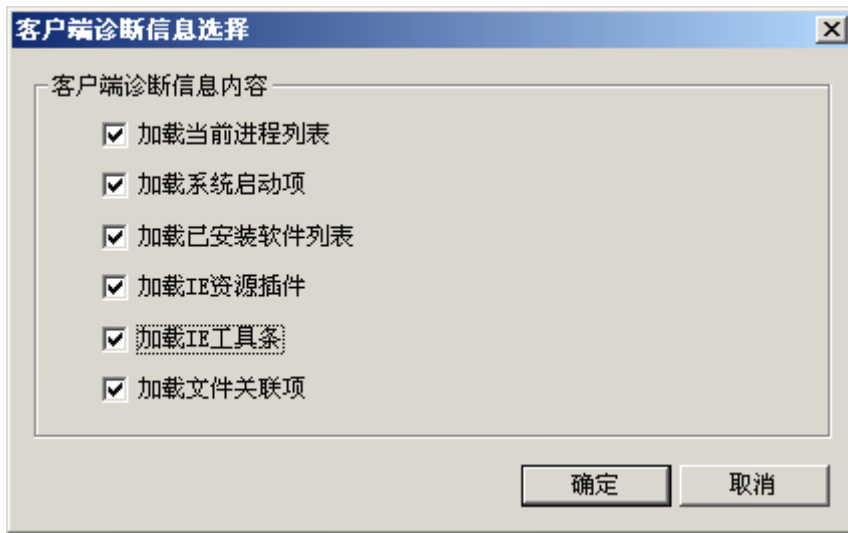 客户端诊断信息选择
客户端诊断信息内容
加载当前进程列表
加载系统启动项
加载已安装软件列表
加载IE资源插件
加载IE工具条
加载文件关联项
确定 取消